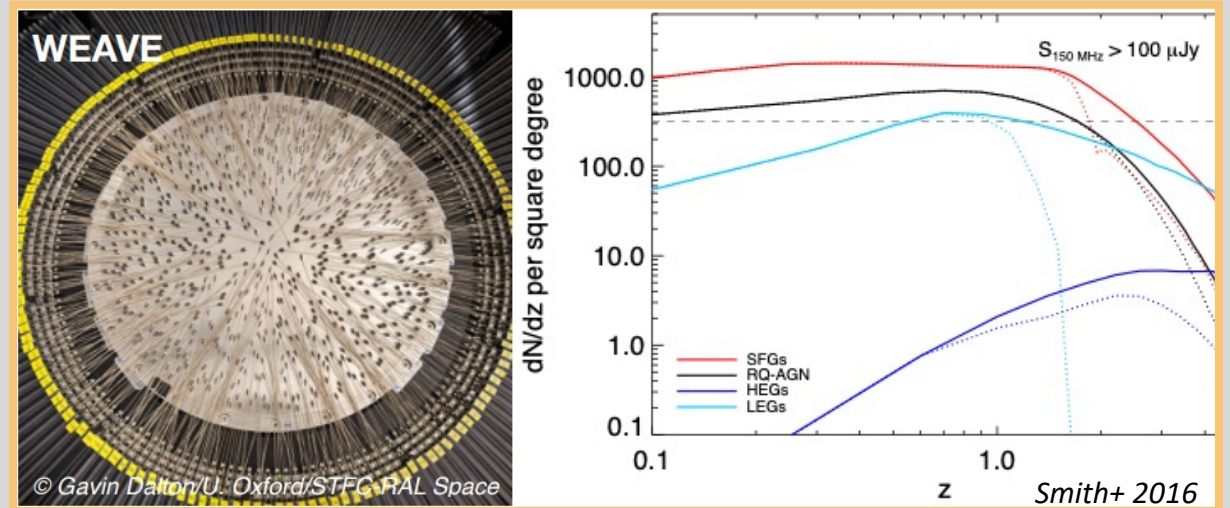 WEAVE
© Gavin Dalton/U. Oxford/STFC-RAL Space
S150 MHz > 100 μJy
dN/dz per square degree
1000.0
100.0
10.0
1.0
0.1
SFGs
RQ-AGN
HEGs
LEGs
0.1
1.0
z
Smith+ 2016